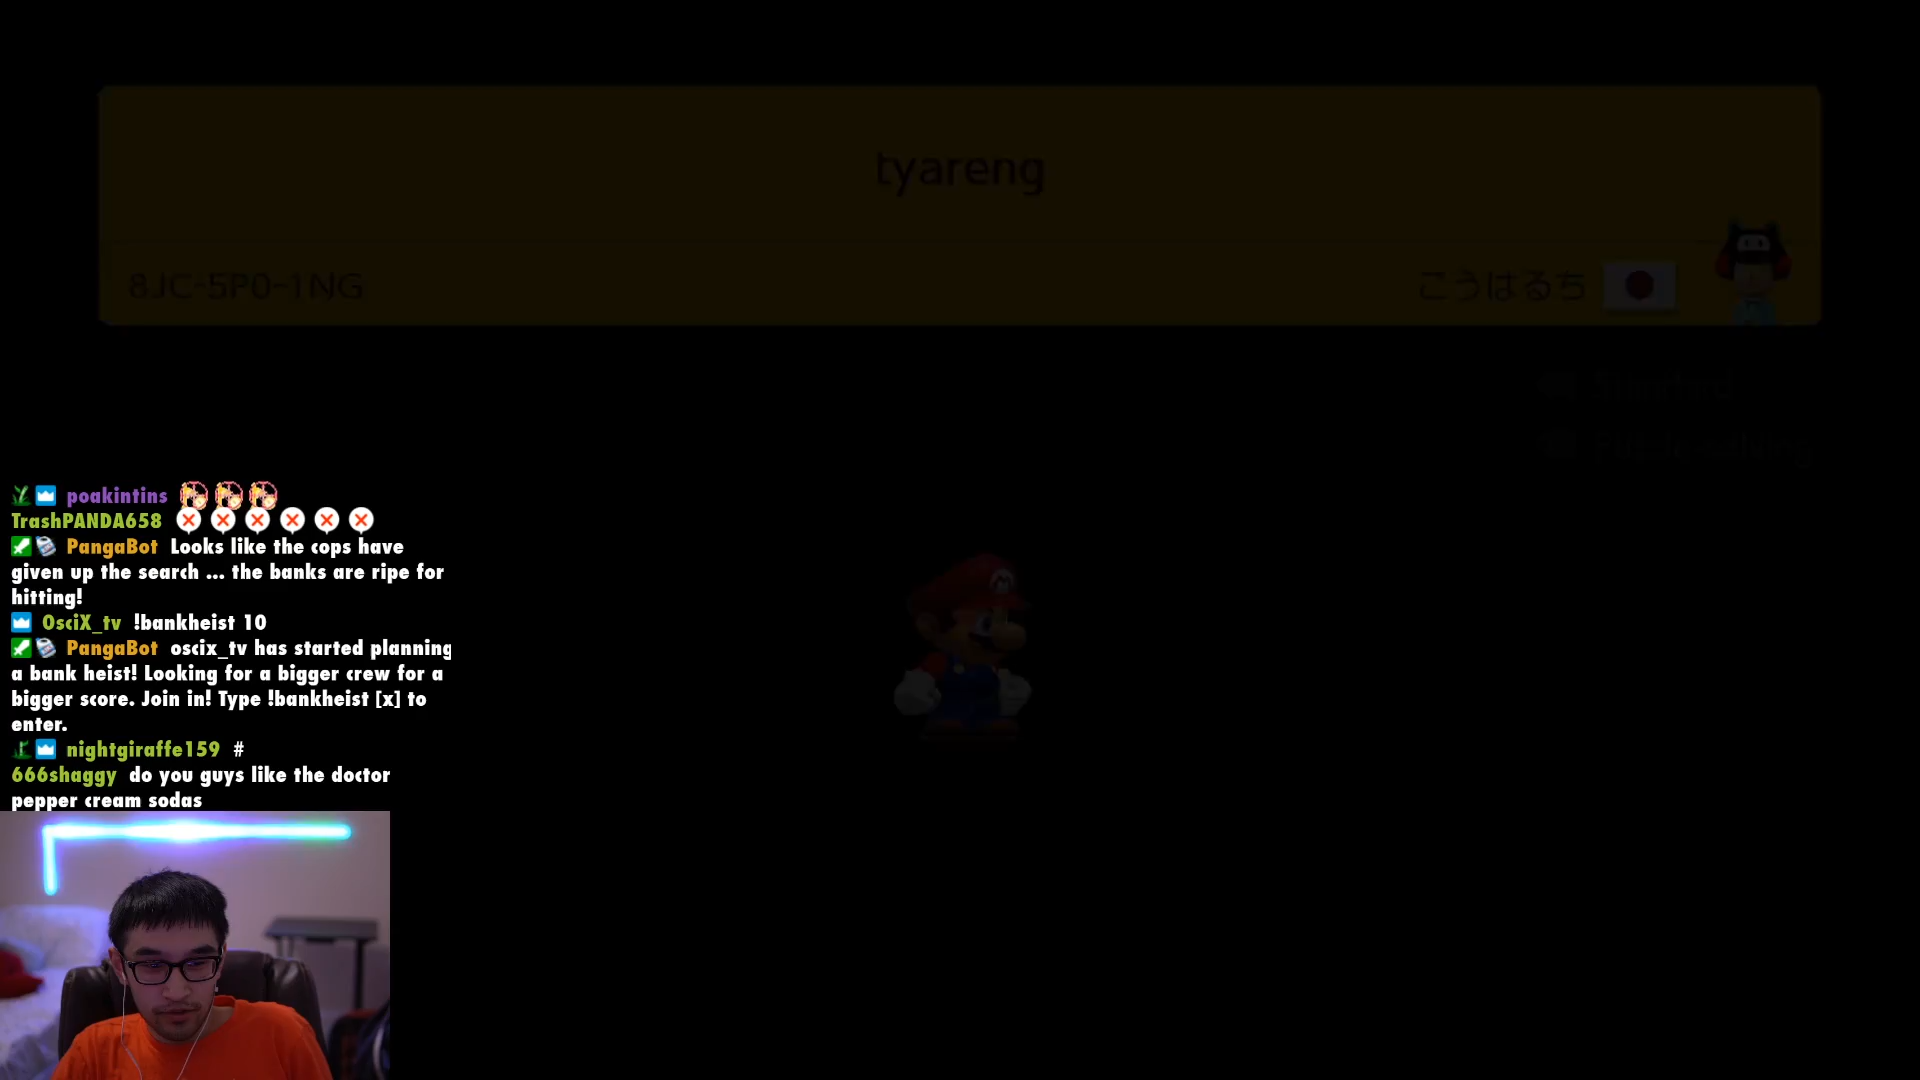 tyareng
8JC-5P0-1NG
こうはるち
Standard
Puzzle-solving
poakintins
TrashPANDA658
PangaBot Looks like the cops have
given up the search ... the banks are ripe for
hitting!
OsciX_tv !bankheist 10
PangaBot oscix_tv has started planning
a bank heist! Looking for a bigger crew for a
bigger score. Join in! Type !bankheist [x] to
enter.
nightgiraffe159 #
666shaggy do you guys like the doctor
pepper cream sodas